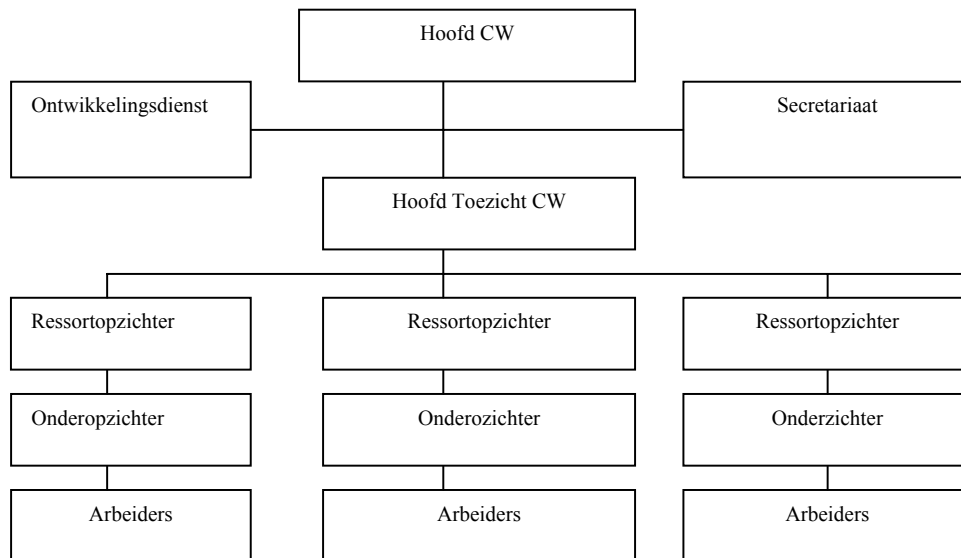 Hoofd CW
Ontwikkelingsdienst
Secretariaat
Hoofd Toezicht CW
Ressortopzichter
Ressortopzichter
Ressortopzichter
Onderopzichter
Onderozichter
Onderzichter
Arbeiders
Arbeiders
Arbeiders